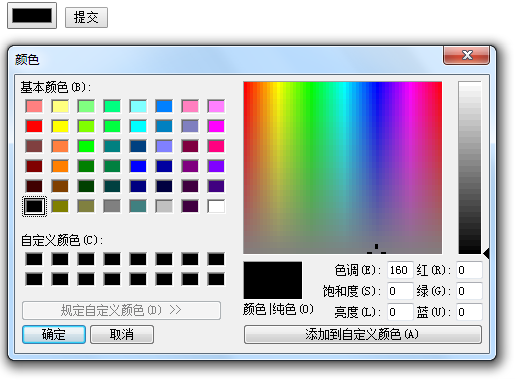 提交
颜色
基本颜色(B):
自定义颜色(C):
规定自定义颜色(D) >>
确定 取消
颜色|纯色(O)
色调(E): 160 红(R): 0
饱和度(S): 0 绿(G): 0
亮度(L): 0 蓝(U): 0
添加到自定义颜色(A)